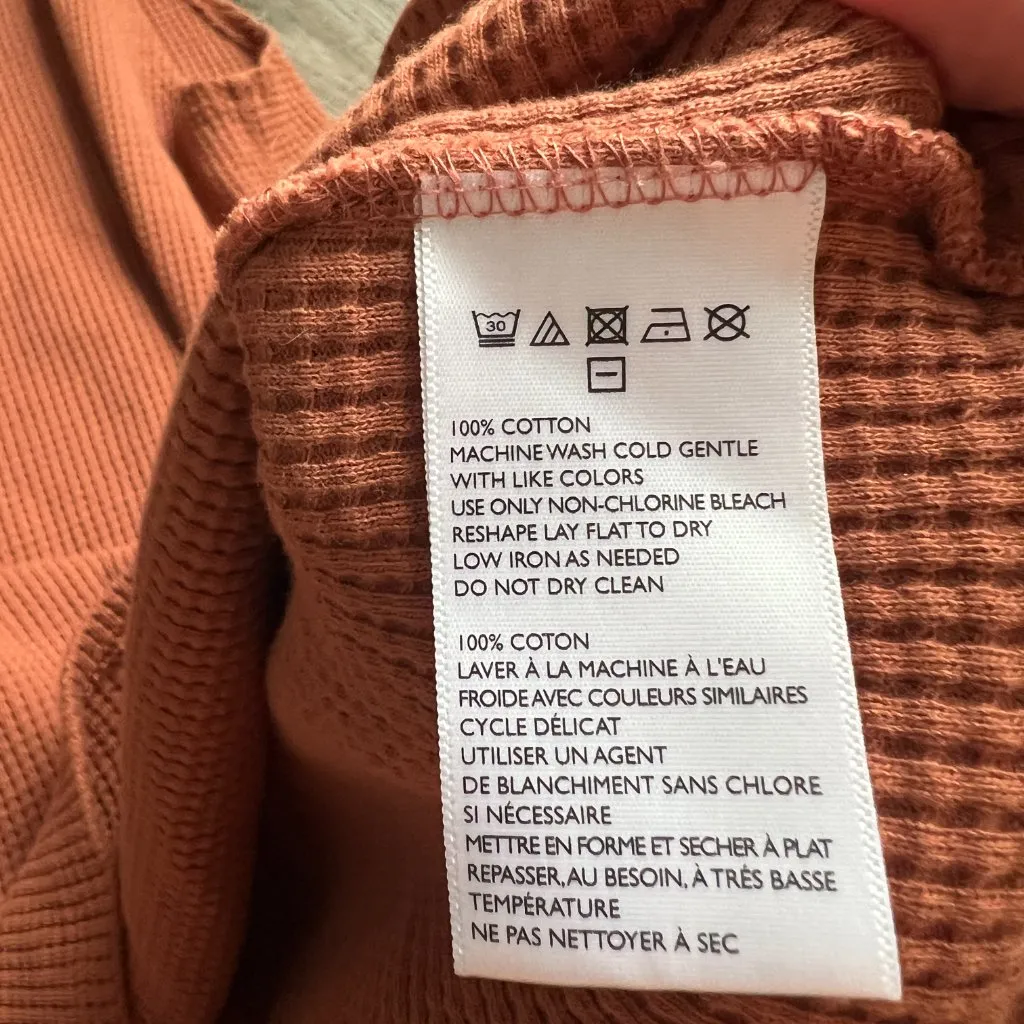 30
100% COTTON
MACHINE WASH COLD GENTLE
WITH LIKE COLORS
USE ONLY NON-CHLORINE BLEACH
RESHAPE LAY FLAT TO DRY
LOW IRON AS NEEDED
DO NOT DRY CLEAN
100% COTON
LAVER À LA MACHINE À L'EAU
FROIDE AVEC COULEURS SIMILAIRES
CYCLE DÉLICAT
UTILISER UN AGENT
DE BLANCHIMENT SANS CHLORE
SI NÉCESSAIRE
METTRE EN FORME ET SECHER À PLAT
REPASSER, AU BESOIN, À TRÉS BASSE
TEMPÉRATURE
NE PAS NETTOYER À SEC